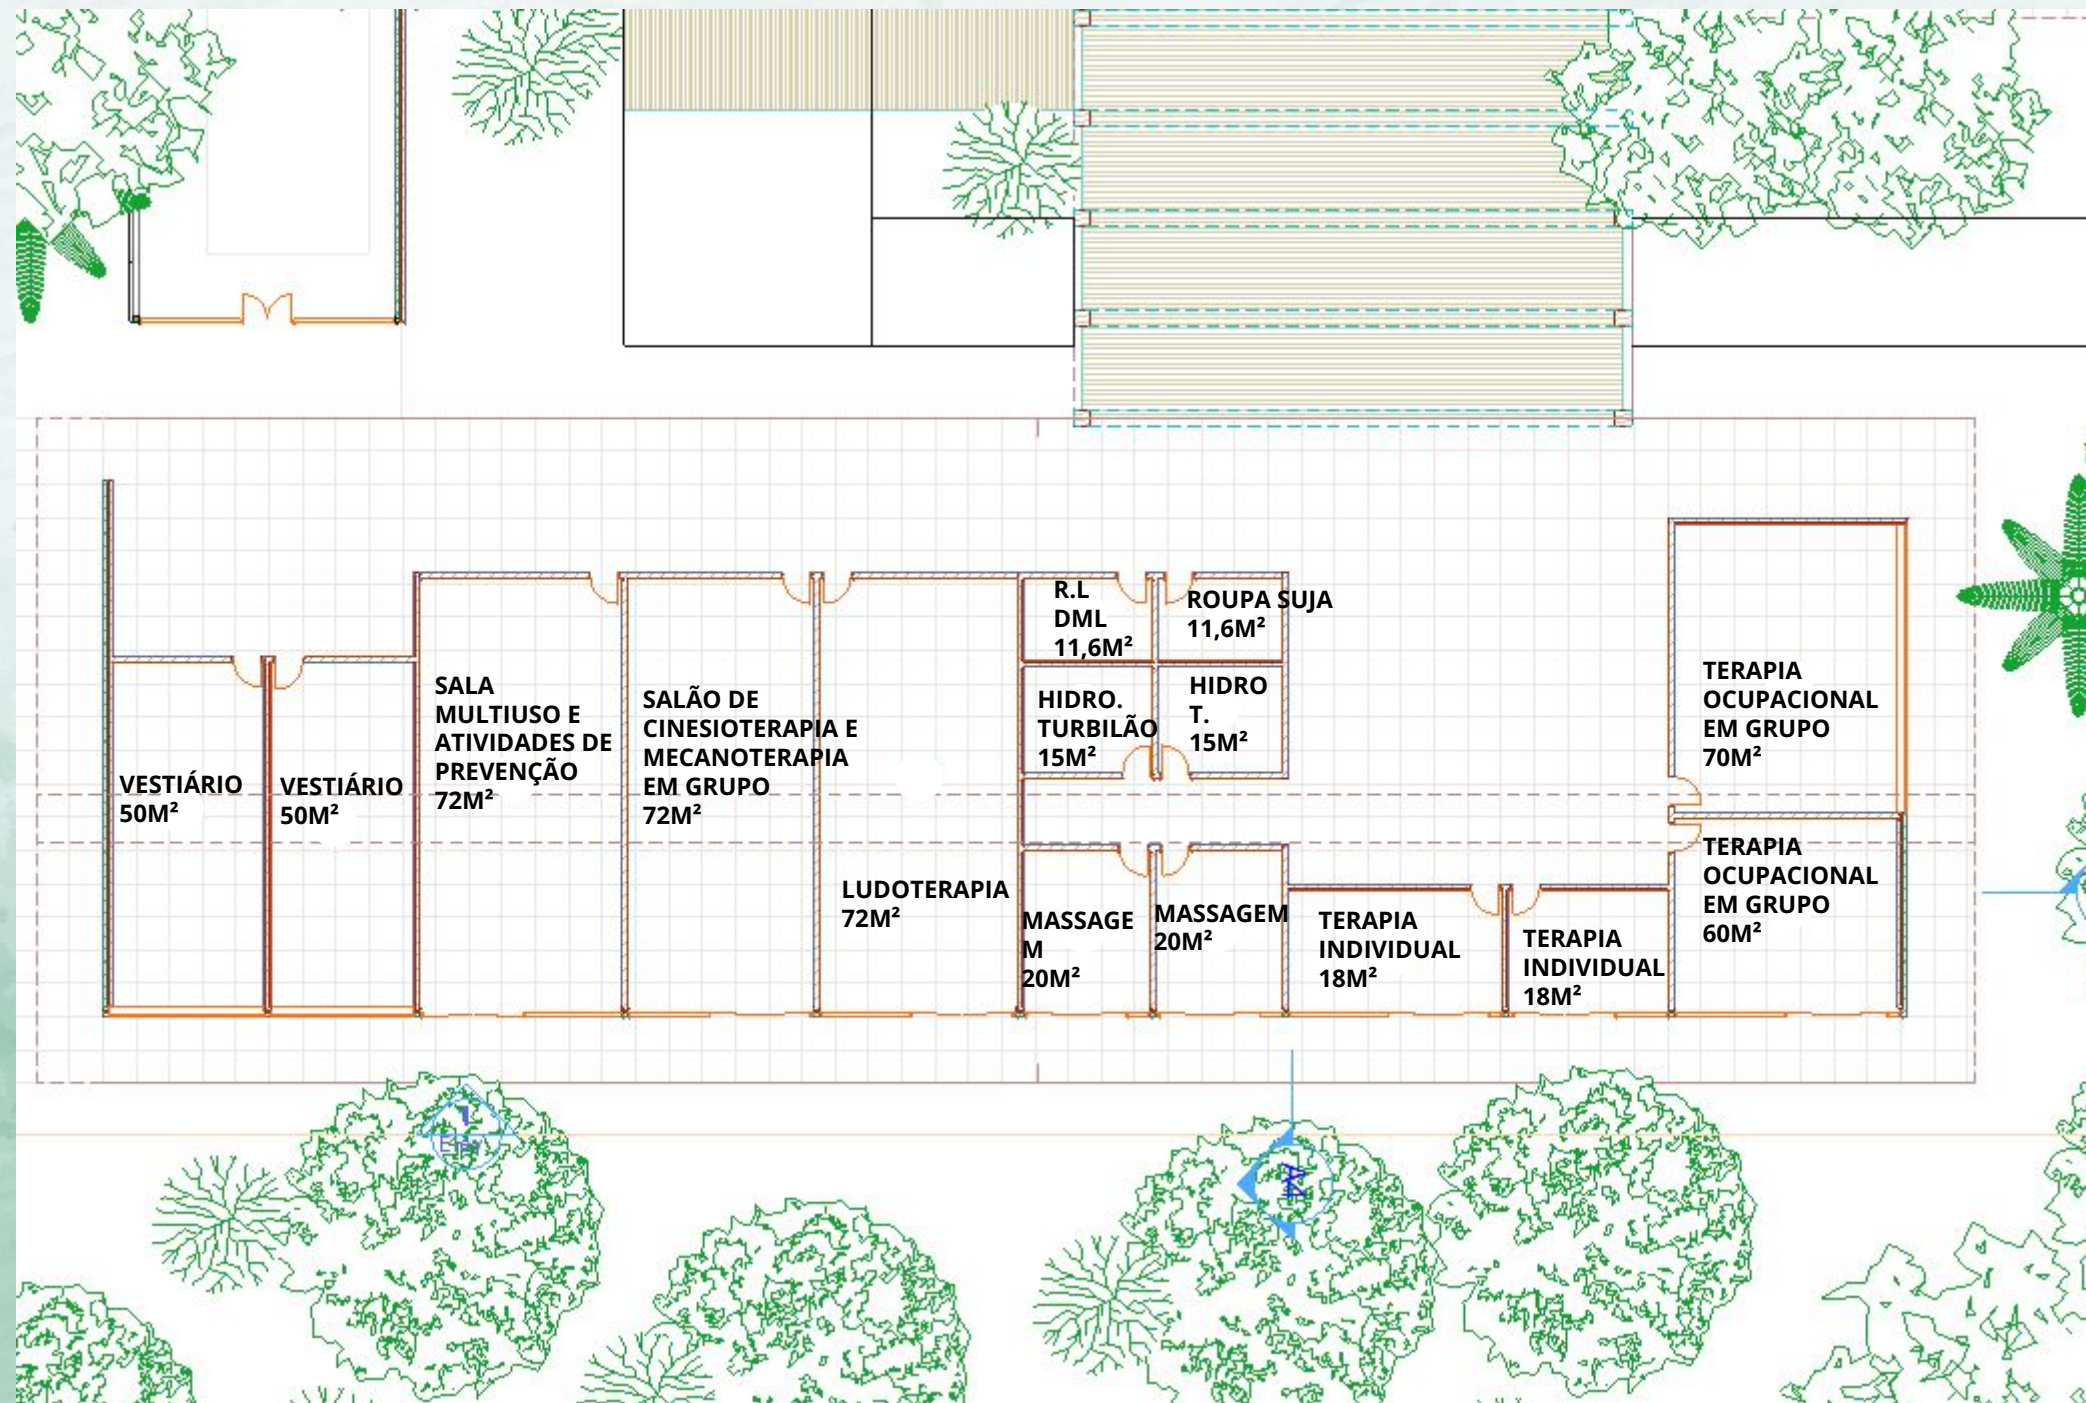 R.L
DML
11,6M²
ROUPA SUJA
11,6M²
SALA
MULTIUSO E
ATIVIDADES DE
PREVENÇÃO
72M²
SALÃO DE
CINESIOTERAPIA E
MECANOTERAPIA
EM GRUPO
72M²
HIDRO.
TURBILÃO
15M²
HIDRO
T.
15M²
TERAPIA
OCUPACIONAL
EM GRUPO
70M²
VESTIÁRIO
50M²
VESTIÁRIO
50M²
LUDOTERAPIA
72M²
MASSAGE
M
20M²
MASSAGEM
20M²
TERAPIA
INDIVIDUAL
18M²
TERAPIA
INDIVIDUAL
18M²
TERAPIA
OCUPACIONAL
EM GRUPO
60M²